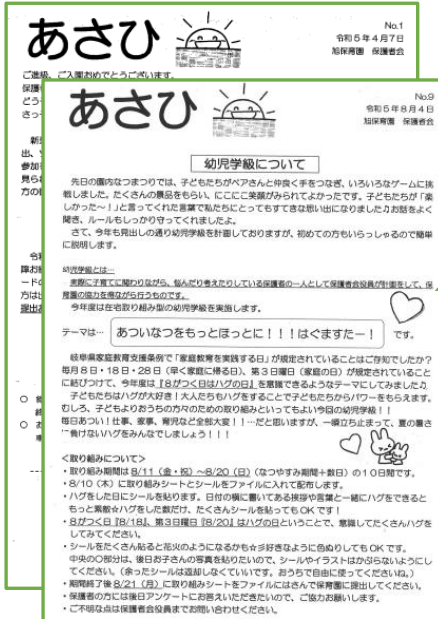 あさひ
No.1
令和5年4月7日
旭保育園 保護者会
ご進級、ご入園おめでとうございます。
あさひ
No.9
令和5年8月4日
旭保育園 保護者会
幼児学級について
先日の園内なつまつりでは、子どもたちがペアさんと仲良く手をつなぎ、いろいろなゲームに挑
戦しました。たくさんの景品をもらい、にこにこ笑顔がみられてよかったです。子どもたちが「楽
しかった～！」と言ってくれた言葉で私たちにとってもすてきな思い出になりました♫お話をよく
聞き、ルールもしっかり守ってくれましたよ。
さて、今年も見出しの通り幼児学級を計画しておりますが、初めての方もいらっしゃるので簡単
に説明します。
幼児学級とは…
実際に子育てに関わりながら、悩んだり考えたりしている保護者の一人として保護者会役員が計画をして、保
育園の協力を得ながら行うものです。
今年度は在宅取り組み型の幼児学級を実施します。
テーマは… あついなつをもっとほっとに！！！はぐますたー！ です。
岐阜県家庭教育支援条例で「家庭教育を実践する日」が規定されていることはご存知でしたか？
毎月8日・18日・28日（早く家庭に帰る日）、第3日曜日（家庭の日）が規定されていること
に結びつけて、今年度は『8がつく日はハグの日』を意識できるようなテーマにしてみました♫
子どもたちはハグが大好き！大人たちもハグをすることで子どもたちからパワーをもらえます。
むしろ、子どもよりおうちの方々のための取り組みといってもよい今回の幼児学級！！
毎日あつい！仕事、家事、育児など全部大変！！…だと思いますが、一頓立ち止まって、夏の暑さ
に負けないハグをみんなでしましょう！！！
＜取り組みについて＞
・取り組み期間は8/11（金・祝）～8/20（日）（なつやすみ期間＋数日）の10日間です。
・8/10（木）に取り組みシートとシールをファイルに入れて配布します。
・ハグをした日にシールを貼ります。日付の横に書いてある挨拶や言葉と一緒にハグをできると
もっと素敵☆ハグをした数だけ、たくさんシールを貼ってもOKです！
・8がつく日『8/18』、第3日曜日『8/20』はハグの日ということで、意識してたくさんハグを
してみてください。
・シールをたくさん貼ると花火のようになるかも☆彡好きなように色ぬりしてもOKです。
中央の〇部分は、後日お子さんの写真を貼りたいので、シールやイラストはかぶらないようにし
てください。（余ったシールは返却しなくていいです。おうちで自由に使ってくださいね。）
・期間終了後8/21（月）に取り組みシートをファイルにはさんで保育園に提出してください。
・保護者の方には後日アンケートにお答えいただきたいので、ご協力お願いします。
・ご不明な点は保護者会役員までお問い合わせください。